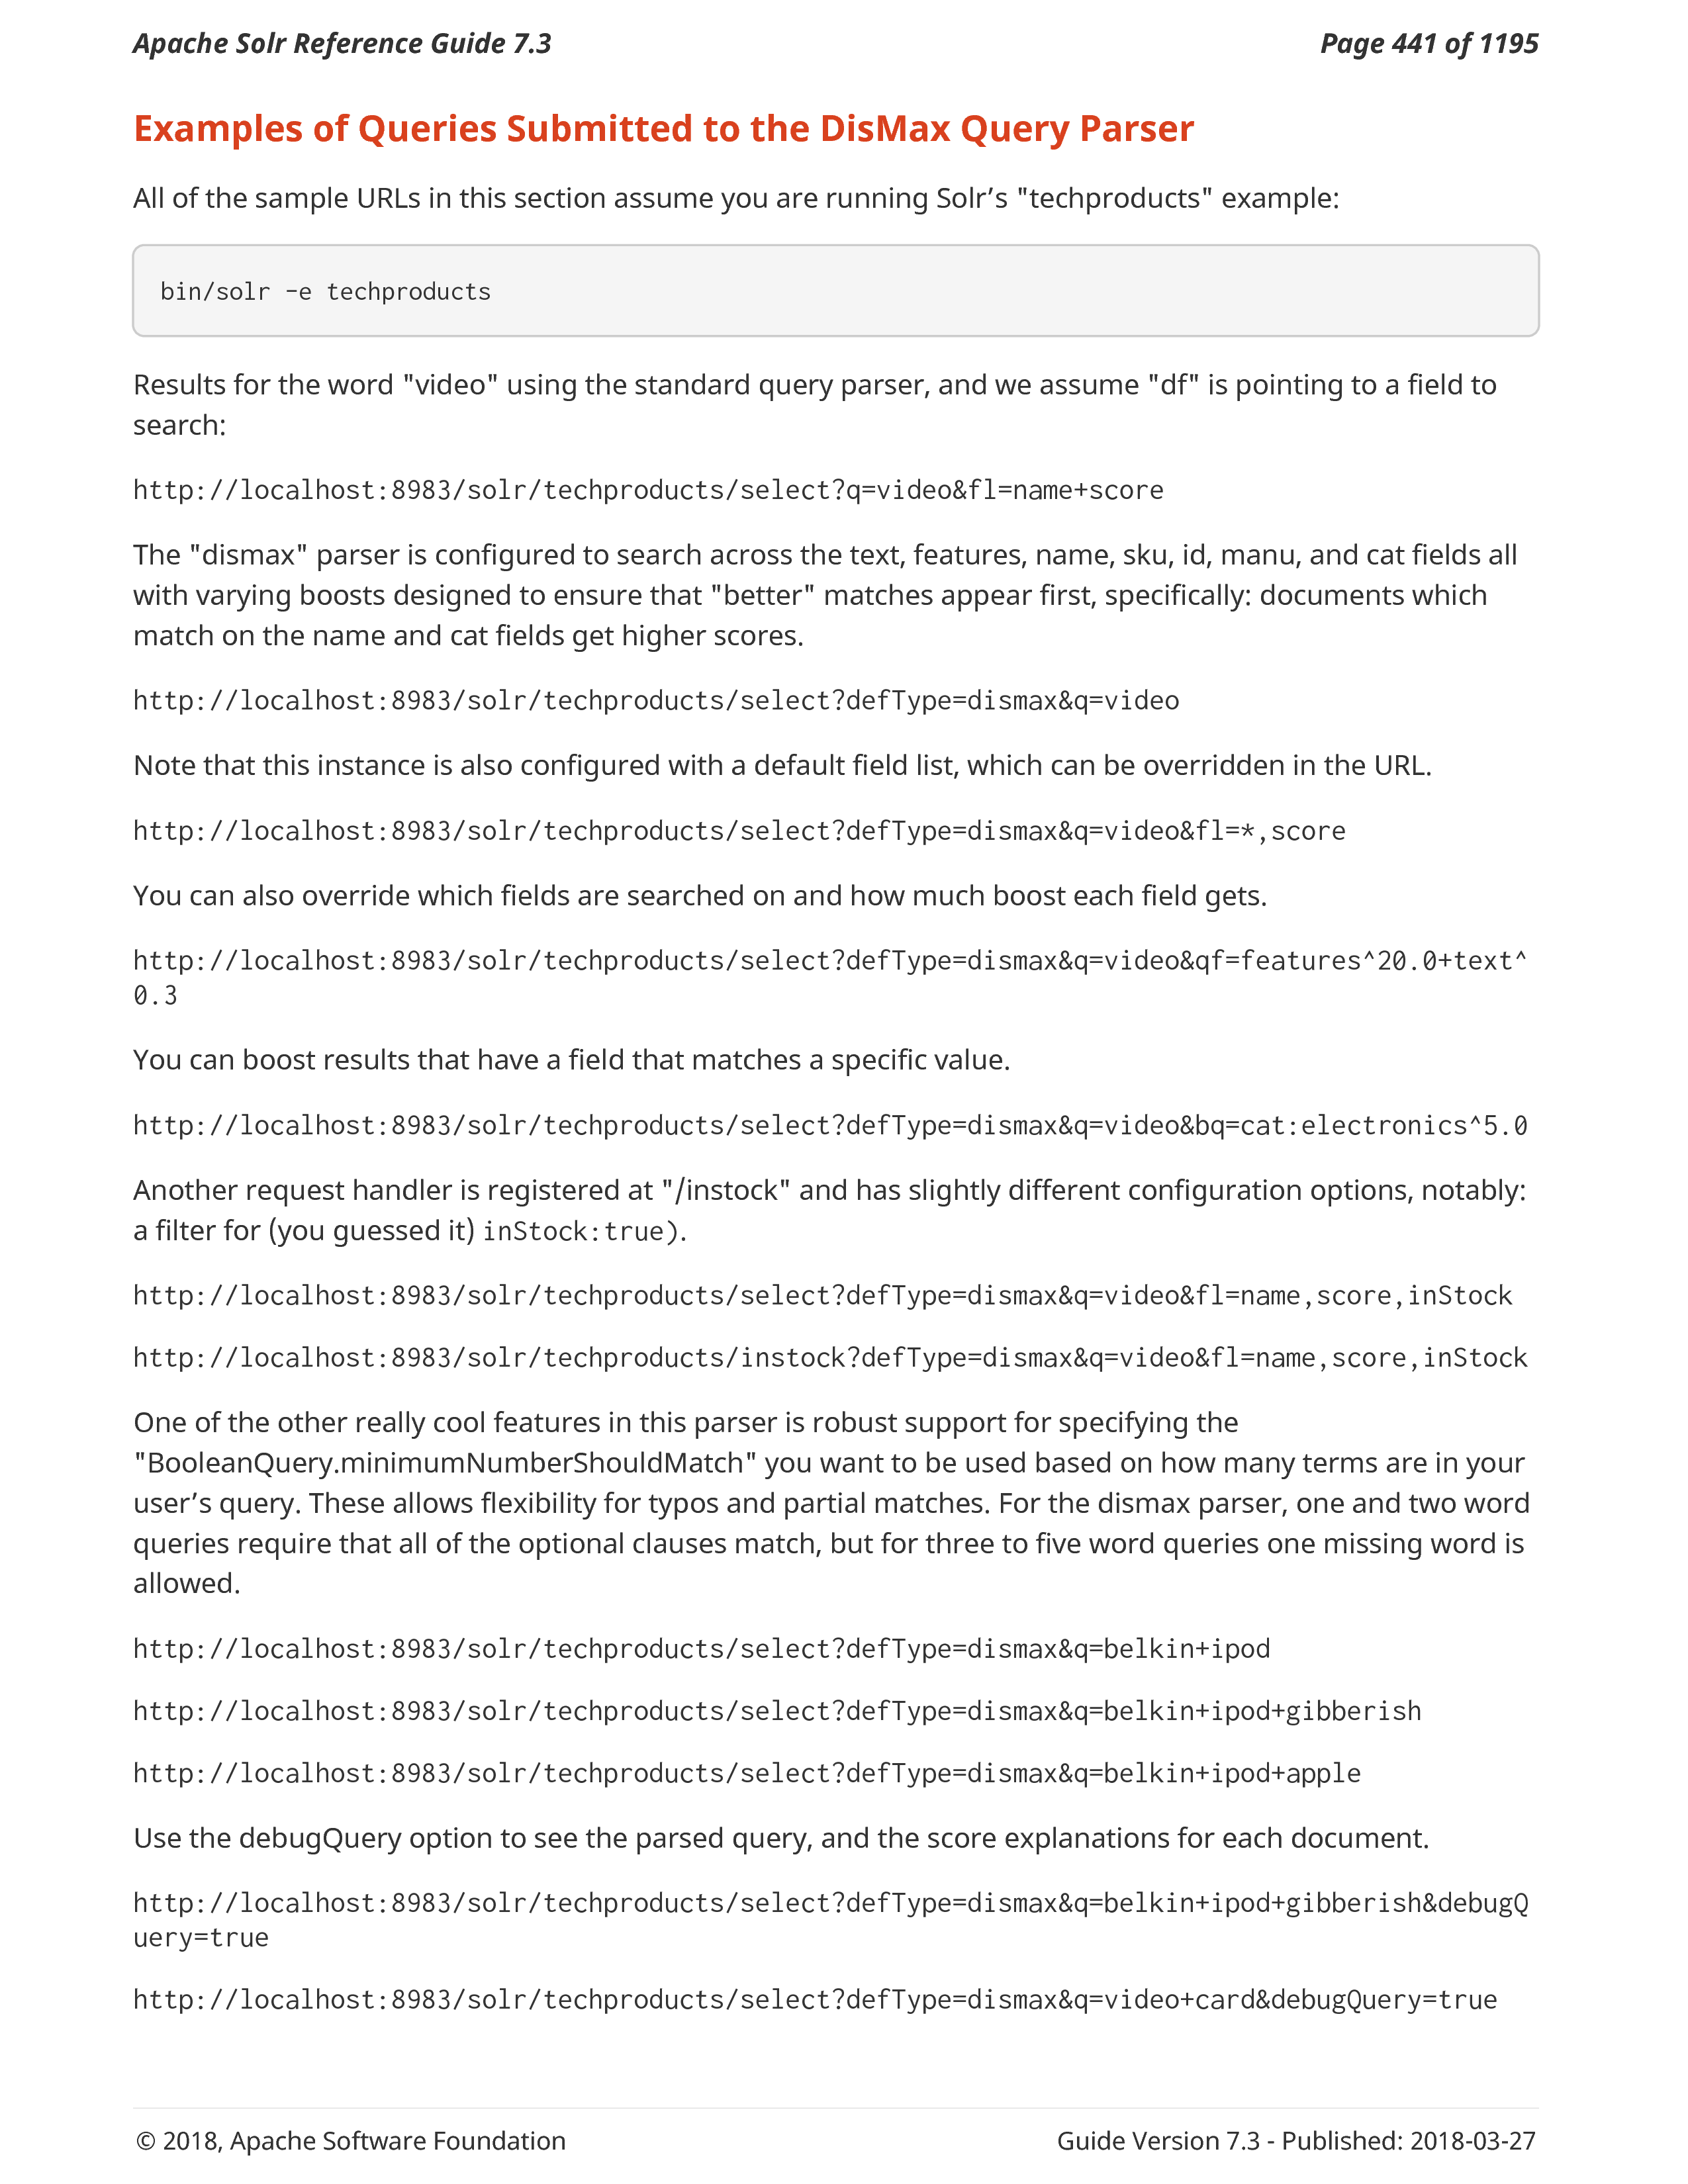 Apache Solr Reference Guide 7.3
Page 441 of 1195
Examples of Queries Submitted to the DisMax Query Parser
All of the sample URLs in this section assume you are running Solr’s "techproducts" example:
bin/solr -e techproducts
Results for the word "video" using the standard query parser, and we assume "df" is pointing to a field to
search:
http://localhost:8983/solr/techproducts/select?q=video&fl=name+score
The "dismax" parser is configured to search across the text, features, name, sku, id, manu, and cat fields all
with varying boosts designed to ensure that "better" matches appear first, specifically: documents which
match on the name and cat fields get higher scores.
http://localhost:8983/solr/techproducts/select?defType=dismax&q=video
Note that this instance is also configured with a default field list, which can be overridden in the URL.
http://localhost:8983/solr/techproducts/select?defType=dismax&q=video&fl=*,score
You can also override which fields are searched on and how much boost each field gets.
http://localhost:8983/solr/techproducts/select?defType=dismax&q=video&qf=features^20.0+text^
0.3
You can boost results that have a field that matches a specific value.
http://localhost:8983/solr/techproducts/select?defType=dismax&q=video&bq=cat:electronics^5.0
Another request handler is registered at "/instock" and has slightly different configuration options, notably:
a filter for (you guessed it) inStock:true).
http://localhost:8983/solr/techproducts/select?defType=dismax&q=video&fl=name,score,inStock
http://localhost:8983/solr/techproducts/instock?defType=dismax&q=video&fl=name,score,inStock
One of the other really cool features in this parser is robust support for specifying the
"BooleanQuery.minimumNumberShouldMatch" you want to be used based on how many terms are in your
user’s query. These allows flexibility for typos and partial matches. For the dismax parser, one and two word
queries require that all of the optional clauses match, but for three to five word queries one missing word is
allowed.
http://localhost:8983/solr/techproducts/select?defType=dismax&q=belkin+ipod
http://localhost:8983/solr/techproducts/select?defType=dismax&q=belkin+ipod+gibberish
http://localhost:8983/solr/techproducts/select?defType=dismax&q=belkin+ipod+apple
Use the debugQuery option to see the parsed query, and the score explanations for each document.
http://localhost:8983/solr/techproducts/select?defType=dismax&q=belkin+ipod+gibberish&debugQ
uery=true
http://localhost:8983/solr/techproducts/select?defType=dismax&q=video+card&debugQuery=true
© 2018, Apache Software Foundation
Guide Version 7.3 - Published: 2018-03-27